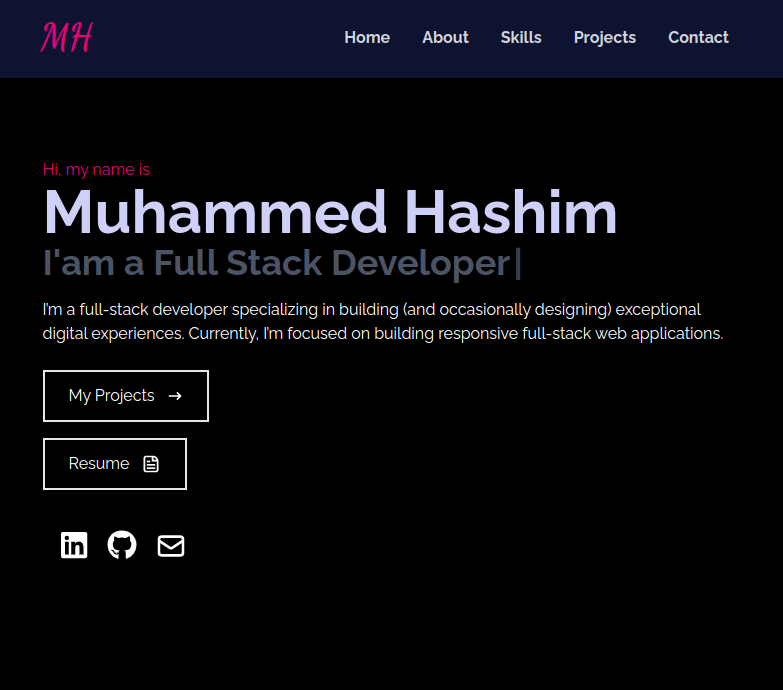 MH
Home About Skills Projects Contact
Hi, my name is
Muhammed Hashim
I'am a Full Stack Developer|
I’m a full-stack developer specializing in building (and occasionally designing) exceptional
digital experiences. Currently, I’m focused on building responsive full-stack web applications.
My Projects →
Resume
in